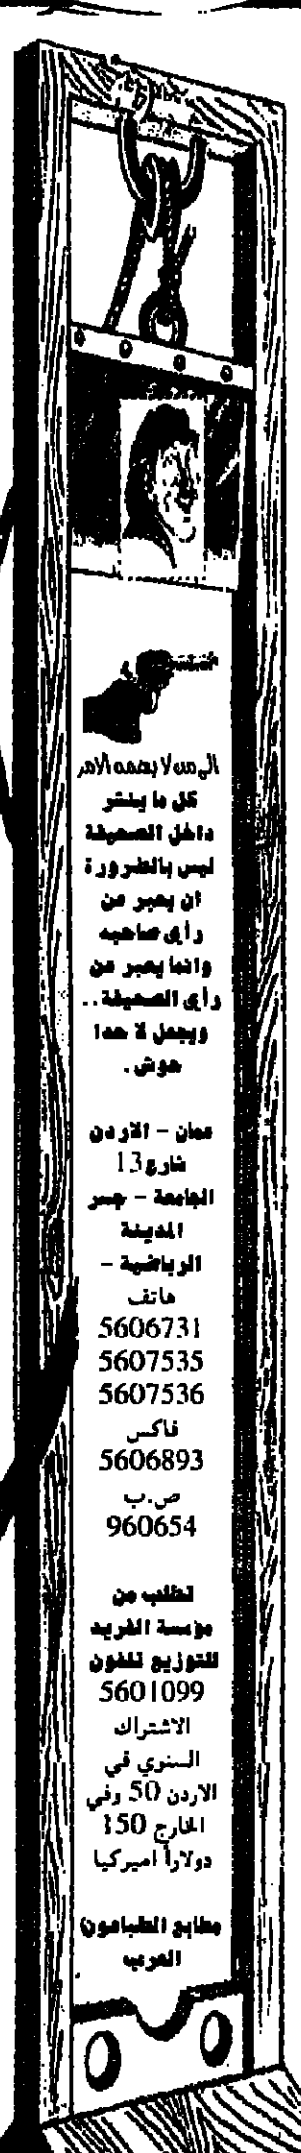 الى من لا يهمه الامر
كل ما ينشر
داخل الصحيفة
ليس بالضرورة
ان يعبر عن
رأي صاحبه
وانما يعبر عن
رأي الصحيفة..
ويجعل لا حدا
حوش.
عمان - الاردن
شارع 13
الجامعة - جسر
المدينة
الرياضية -
هاتف
5606731
5607535
5607536
فاكس
5606893
ص.ب
960654
تطلب من
مؤسسة الفريد
للتوزيع تلفون
5601099
الاشتراك
السنوي في
الاردن 50 وفي
الخارج 150
دولاراً اميركيا
مطابع الطباعون
العرب